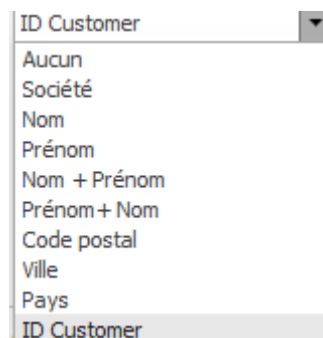 ID Customer
Aucun
Société
Nom
Prénom
Nom + Prénom
Prénom+ Nom
Code postal
Ville
Pays
ID Customer